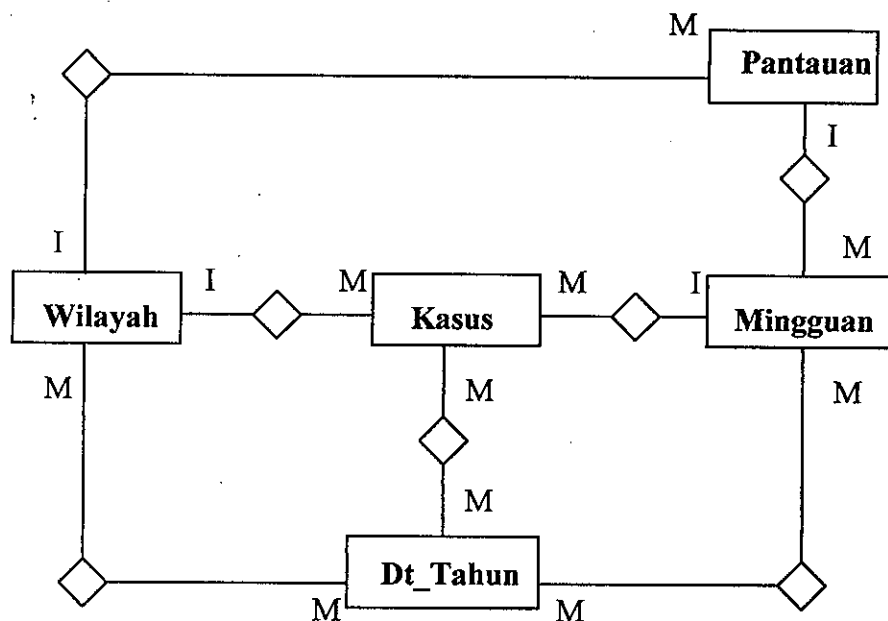 M
Pantauan
I
I
M
I M M I
Wilayah Kasus Mingguan
M M M
M
Dt_Tahun
M M